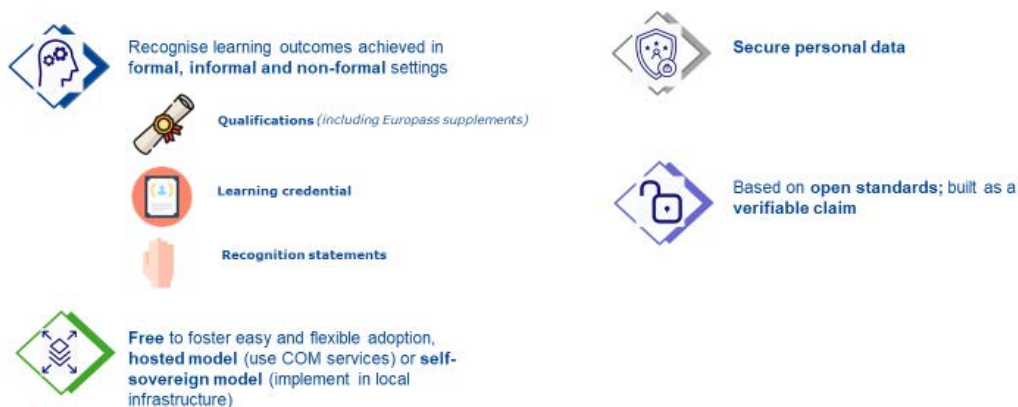 Recognise learning outcomes achieved in
formal, informal and non-formal settings
Qualifications (including Europass supplements)
Learning credential
Recognition statements
Free to foster easy and flexible adoption,
hosted model (use COM services) or self-
sovereign model (implement in local
infrastructure)
Secure personal data
Based on open standards; built as a
verifiable claim